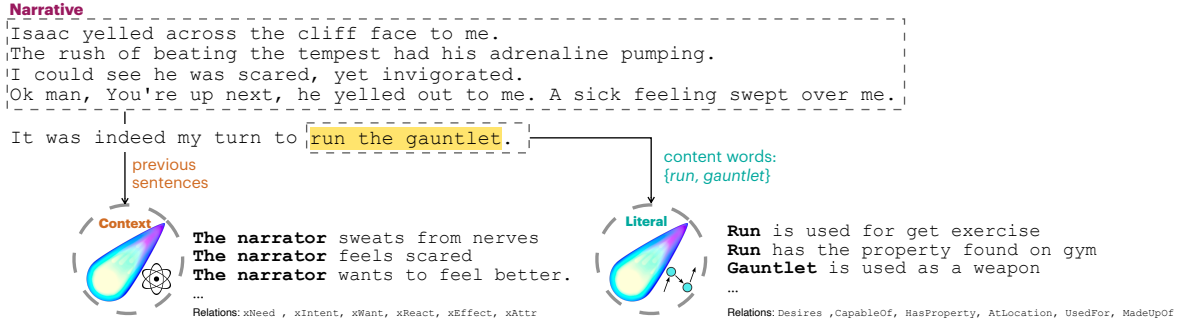 Narrative
Isaac yelled across the cliff face to me.
The rush of beating the tempest had his adrenaline pumping.
I could see he was scared, yet invigorated.
Ok man, You're up next, he yelled out to me. A sick feeling swept over me.
It was indeed my turn to run the gauntlet.
previous
sentences
content words:
{run, gauntlet}
Context
The narrator sweats from nerves
The narrator feels scared
The narrator wants to feel better.
...
Relations: xNeed , xIntent, xWant, xReact, xEffect, xAttr
Literal
Run is used for get exercise
Run has the property found on gym
Gauntlet is used as a weapon
...
Relations: Desires ,CapableOf, HasProperty, AtLocation, UsedFor, MadeUpOf